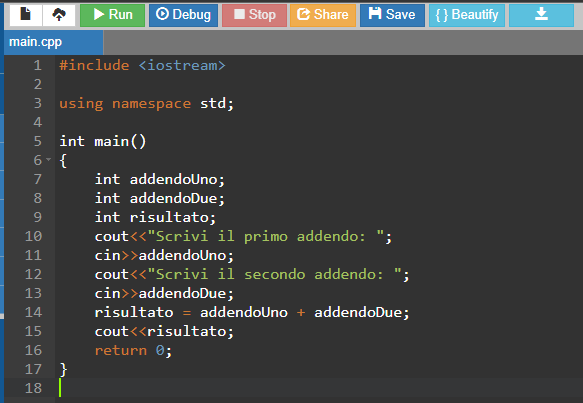 Run Debug Stop Share Save { } Beautify
main.cpp
1 #include <iostream>
2
3 using namespace std;
4
5 int main()
6 {
7     int addendoUno;
8     int addendoDue;
9     int risultato;
10     cout<<"Scrivi il primo addendo: ";
11     cin>>addendoUno;
12     cout<<"Scrivi il secondo addendo: ";
13     cin>>addendoDue;
14     risultato = addendoUno + addendoDue;
15     cout<<risultato;
16     return 0;
17 }
18